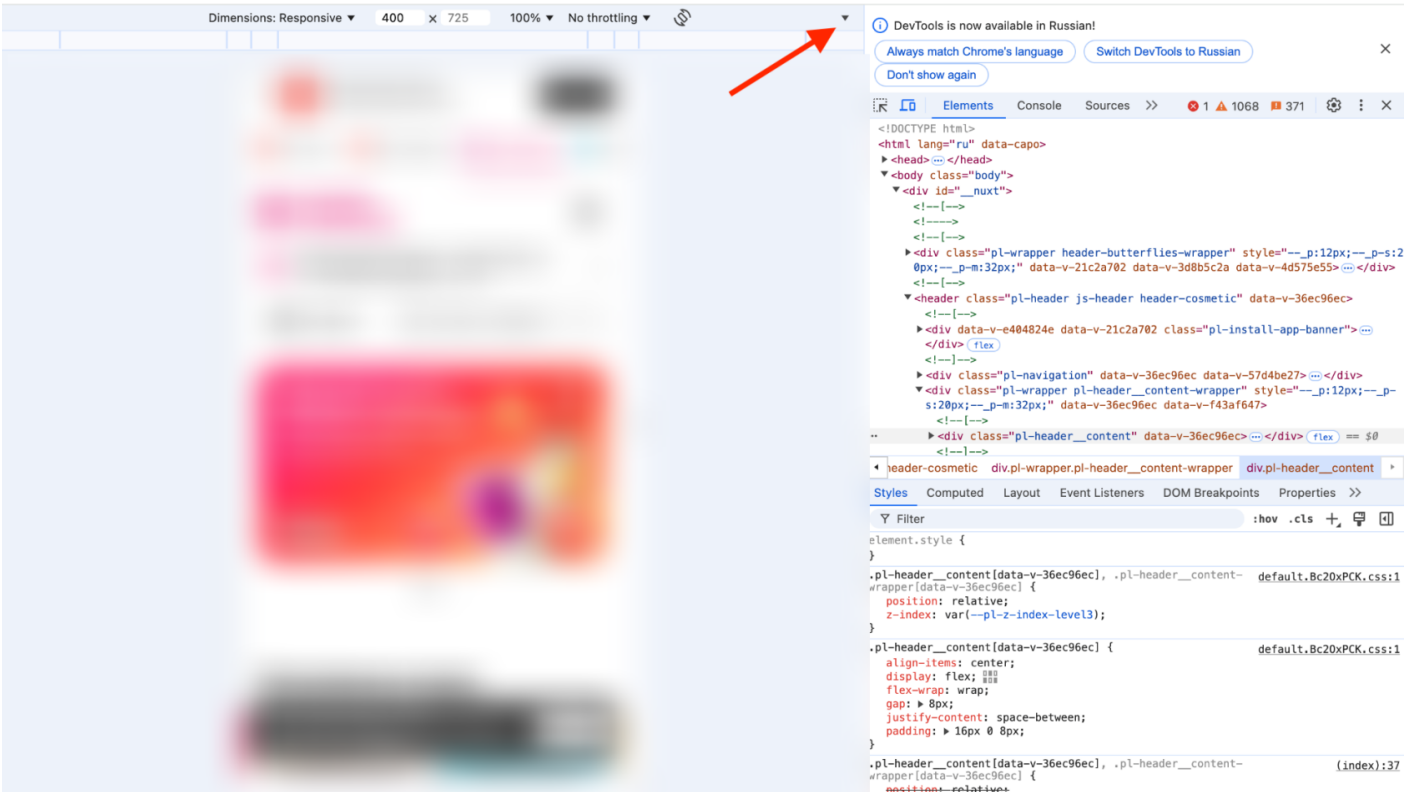 Dimensions: Responsive ▼ 400 × 725 100% ▼ No throttling ▼
DevTools is now available in Russian!
Always match Chrome's language Switch DevTools to Russian
Don't show again
Elements Console Sources >> 1 1068 371
<!DOCTYPE html>
<html lang="ru" data-capo>
<head> ⋯ </head>
<body class="body">
<div id="__nuxt">
<!--[-->
<!---->
<!--[-->
<div class="pl-wrapper header-butterflies-wrapper" style="--_p:12px;--_p-s:2
0px;--_p-m:32px;" data-v-21c2a702 data-v-3d8b5c2a data-v-4d575e55> ⋯ </div>
<!--[-->
<header class="pl-header js-header header-cosmetic" data-v-36ec96ec>
<!--[-->
<div data-v-e404824e data-v-21c2a702 class="pl-install-app-banner"> ⋯
</div> flex
<!--]-->
<div class="pl-navigation" data-v-36ec96ec data-v-57d4be27> ⋯ </div>
<div class="pl-wrapper pl-header__content-wrapper" style="--_p:12px;--_p-
s:20px;--_p-m:32px;" data-v-36ec96ec data-v-f43af647>
<!--[-->
<div class="pl-header__content" data-v-36ec96ec> ⋯ </div> flex == $0
<!--]-->
header-cosmetic div.pl-wrapper.pl-header__content-wrapper div.pl-header__content
Styles Computed Layout Event Listeners DOM Breakpoints Properties >>
Filter :hov .cls
element.style {
}
.pl-header__content[data-v-36ec96ec], .pl-header__content- default.Bc2OxPCK.css:1
wrapper[data-v-36ec96ec] {
position: relative;
z-index: var(--pl-z-index-level3);
}
.pl-header__content[data-v-36ec96ec] { default.Bc2OxPCK.css:1
align-items: center;
display: flex;
flex-wrap: wrap;
gap: ▶ 8px;
justify-content: space-between;
padding: ▶ 16px 0 8px;
}
.pl-header__content[data-v-36ec96ec], .pl-header__content- (index):37
wrapper[data-v-36ec96ec] {
position: relative;